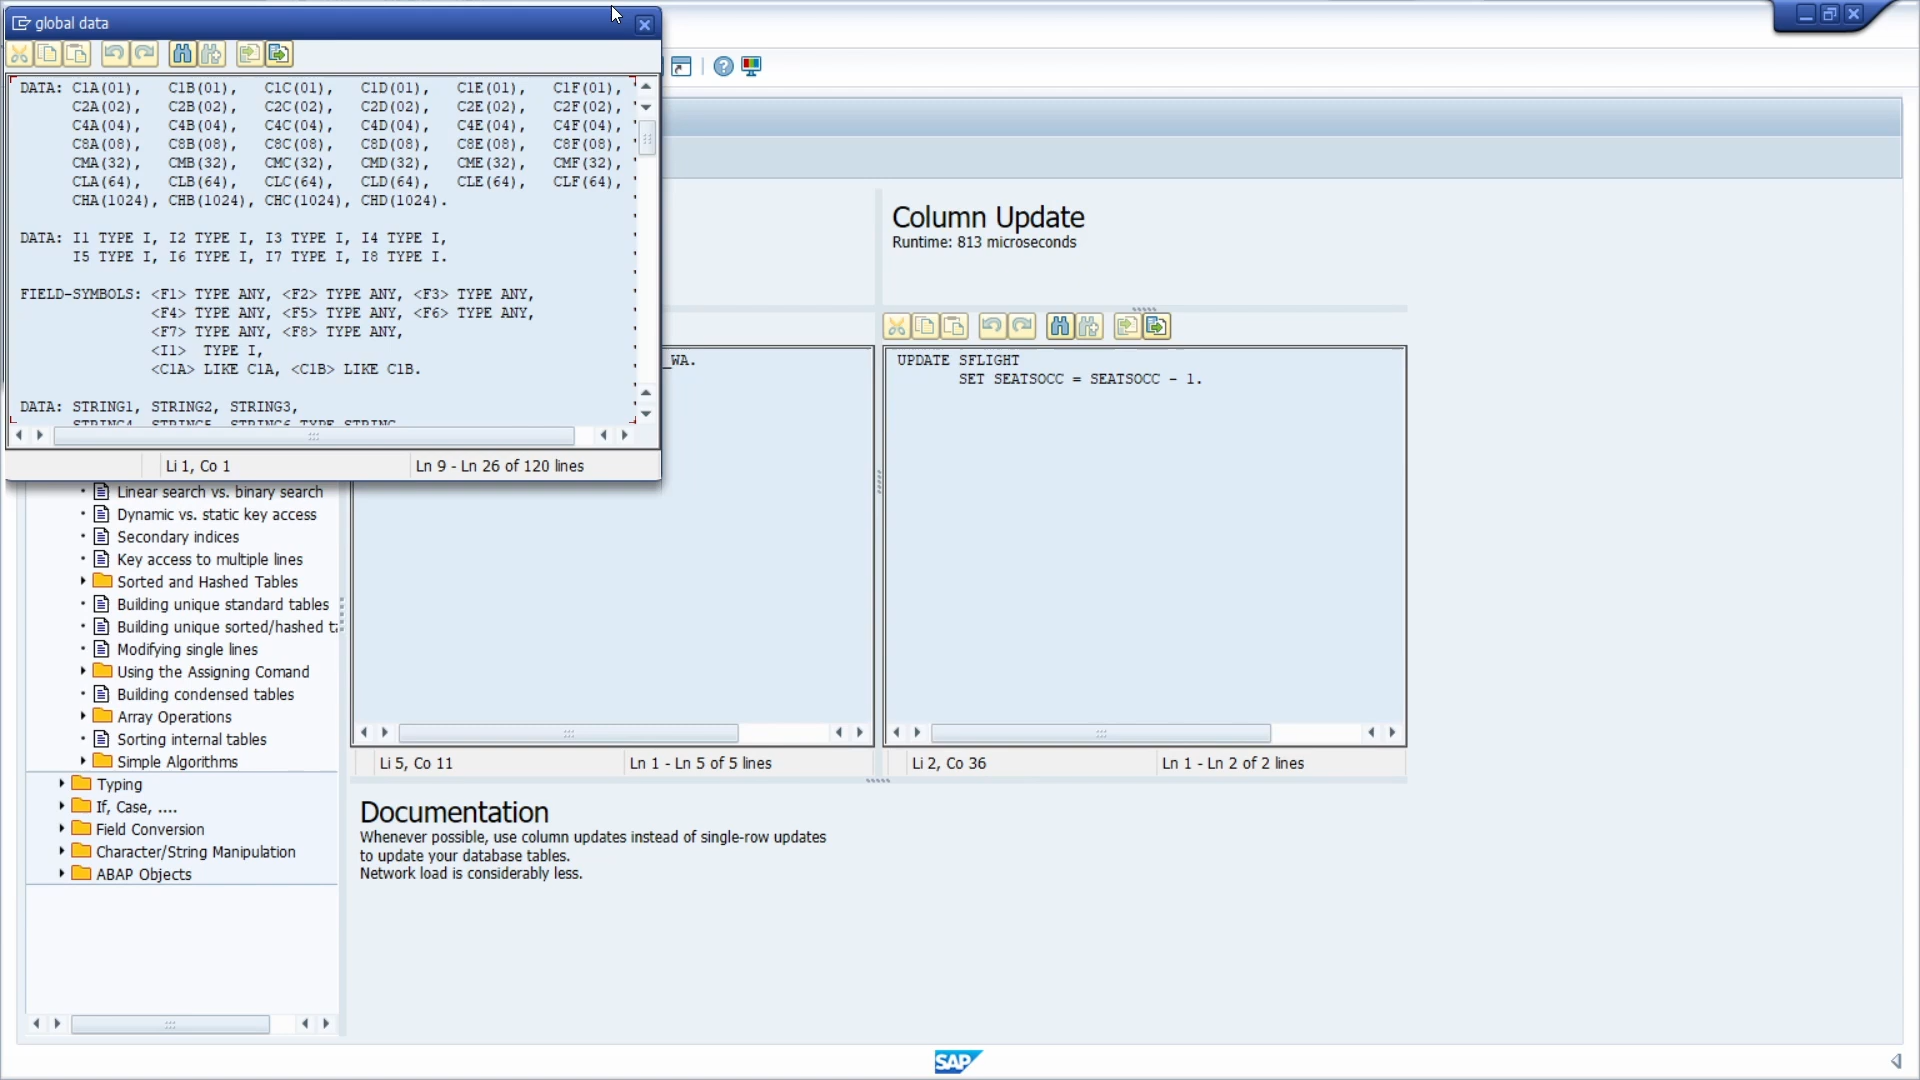 global data
DATA: C1A(01), C1B(01), C1C(01), C1D(01), C1E(01), C1F(01),
C2A(02), C2B(02), C2C(02), C2D(02), C2E(02), C2F(02),
C4A(04), C4B(04), C4C(04), C4D(04), C4E(04), C4F(04),
C8A(08), C8B(08), C8C(08), C8D(08), C8E(08), C8F(08),
CMA(32), CMB(32), CMC(32), CMD(32), CME(32), CMF(32),
CLA(64), CLB(64), CLC(64), CLD(64), CLE(64), CLF(64),
CHA(1024), CHB(1024), CHC(1024), CHD(1024).
DATA: I1 TYPE I, I2 TYPE I, I3 TYPE I, I4 TYPE I,
I5 TYPE I, I6 TYPE I, I7 TYPE I, I8 TYPE I.
FIELD-SYMBOLS: <F1> TYPE ANY, <F2> TYPE ANY, <F3> TYPE ANY,
<F4> TYPE ANY, <F5> TYPE ANY, <F6> TYPE ANY,
<F7> TYPE ANY, <F8> TYPE ANY,
<I1> TYPE I,
<C1A> LIKE C1A, <C1B> LIKE C1B.
DATA: STRING1, STRING2, STRING3,
STRING4, STRING5, STRING6 TYPE STRING
Li 1, Co 1 Ln 9 - Ln 26 of 120 lines
Linear search vs. binary search
Dynamic vs. static key access
Secondary indices
Key access to multiple lines
Sorted and Hashed Tables
Building unique standard tables
Building unique sorted/hashed ta
Modifying single lines
Using the Assigning Comand
Building condensed tables
Array Operations
Sorting internal tables
Simple Algorithms
Typing
If, Case, ....
Field Conversion
Character/String Manipulation
ABAP Objects
_WA.
Li 5, Co 11 Ln 1 - Ln 5 of 5 lines
Column Update
Runtime: 813 microseconds
UPDATE SFLIGHT
SET SEATSOCC = SEATSOCC - 1.
Li 2, Co 36 Ln 1 - Ln 2 of 2 lines
Documentation
Whenever possible, use column updates instead of single-row updates
to update your database tables.
Network load is considerably less.
SAP